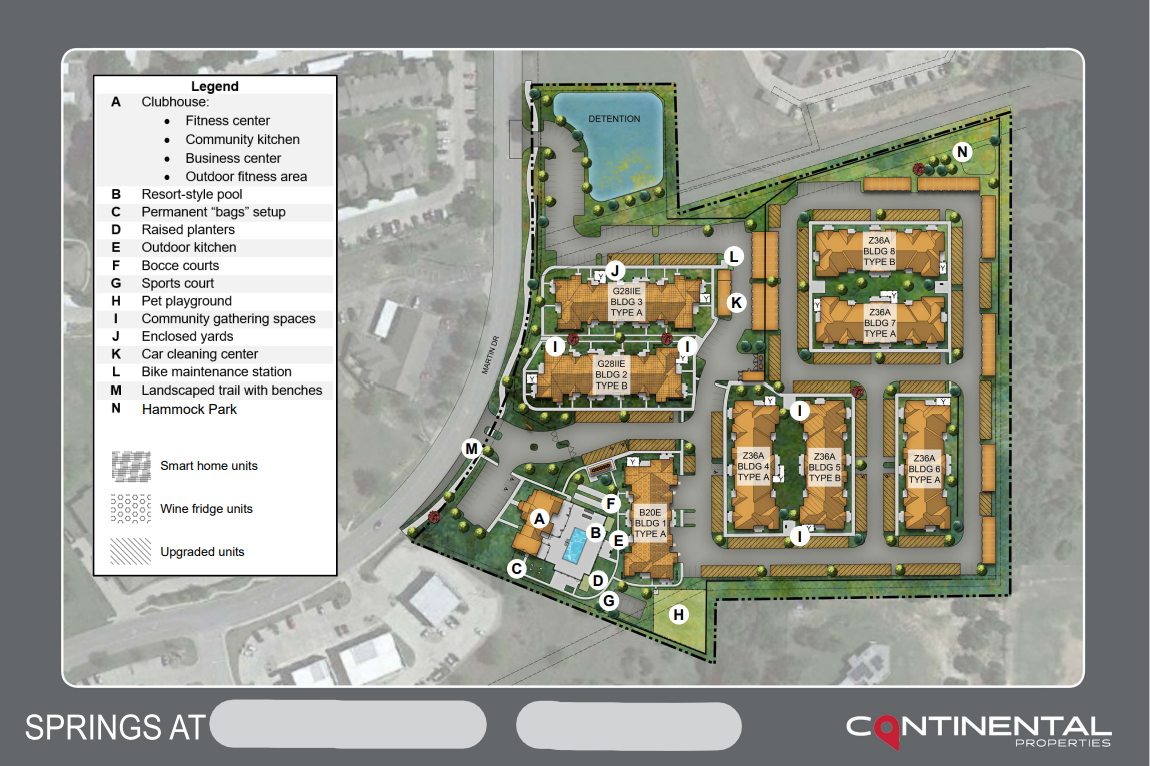 Legend
A Clubhouse:
• Fitness center
• Community kitchen
• Business center
• Outdoor fitness area
B Resort-style pool
C Permanent “bags” setup
D Raised planters
E Outdoor kitchen
F Bocce courts
G Sports court
H Pet playground
I Community gathering spaces
J Enclosed yards
K Car cleaning center
L Bike maintenance station
M Landscaped trail with benches
N Hammock Park
Smart home units
Wine fridge units
Upgraded units
DETENTION
N
L
J
K
G28IIE
BLDG 3
TYPE A
Z36A
BLDG 8
TYPE B
Z36A
BLDG 7
TYPE A
MARTIN DR
I
I
G28IIE
BLDG 2
TYPE B
M
I
Z36A
BLDG 4
TYPE A
Z36A
BLDG 5
TYPE B
Z36A
BLDG 6
TYPE A
I
F
A
B
E
B20E
BLDG 1
TYPE A
C
D
G
H
Y
Y
Y
Y
Y
Y
Y
Y
Y
Y
Y
Y
Y
Y
SPRINGS AT
CONTINENTAL
PROPERTIES